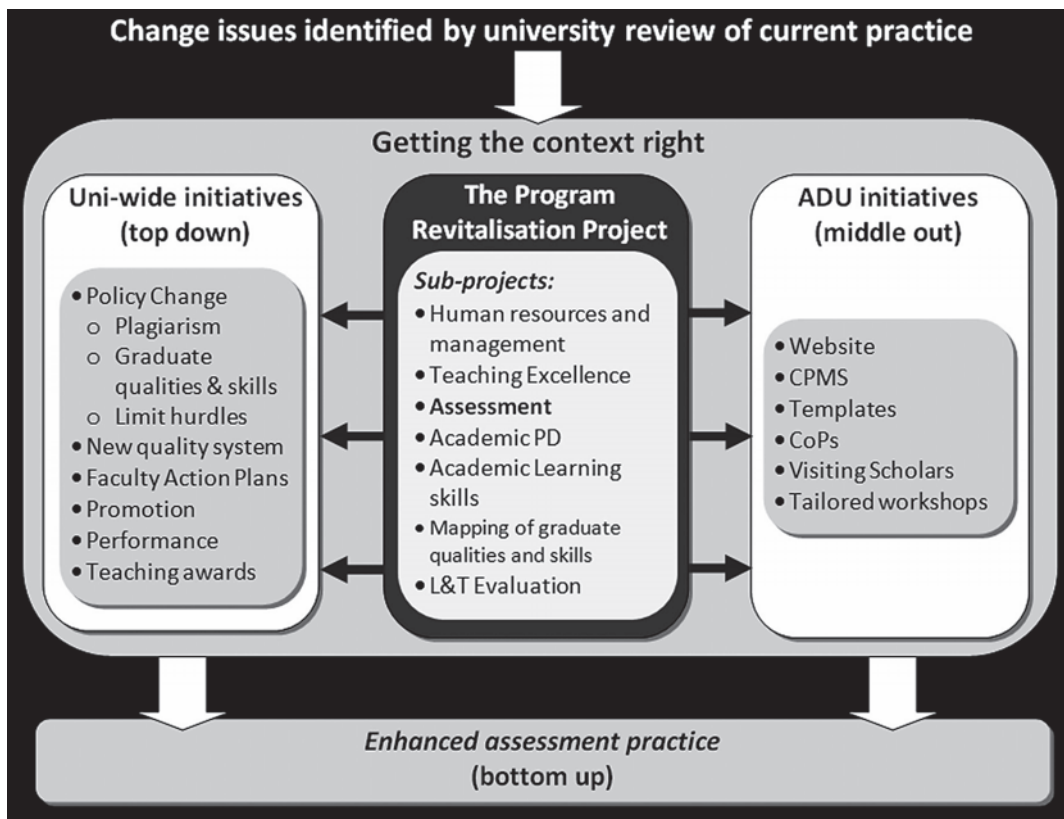 Change issues identified by university review of current practice
Getting the context right
Uni-wide initiatives
(top down)
• Policy Change
o Plagiarism
o Graduate
qualities & skills
o Limit hurdles
• New quality system
• Faculty Action Plans
• Promotion
• Performance
• Teaching awards
The Program
Revitalisation Project
Sub-projects:
• Human resources and
management
• Teaching Excellence
• Assessment
• Academic PD
• Academic Learning
skills
• Mapping of graduate
qualities and skills
• L&T Evaluation
ADU initiatives
(middle out)
• Website
• CPMS
• Templates
• CoPs
• Visiting Scholars
• Tailored workshops
Enhanced assessment practice
(bottom up)